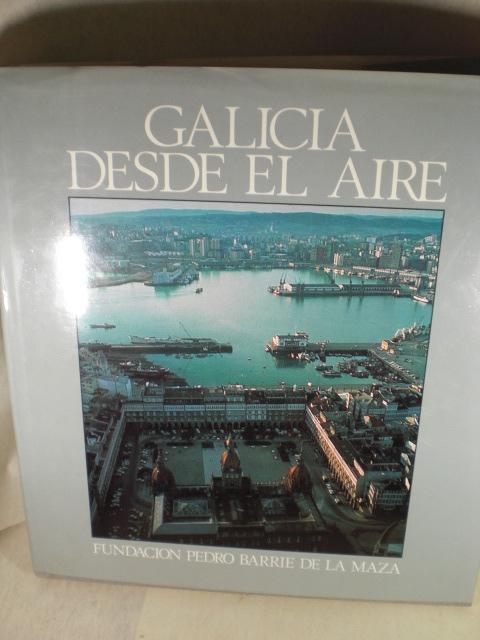 GALICIA
DESDE EL AIRE
FUNDACION PEDRO BARRIE DE LA MAZA